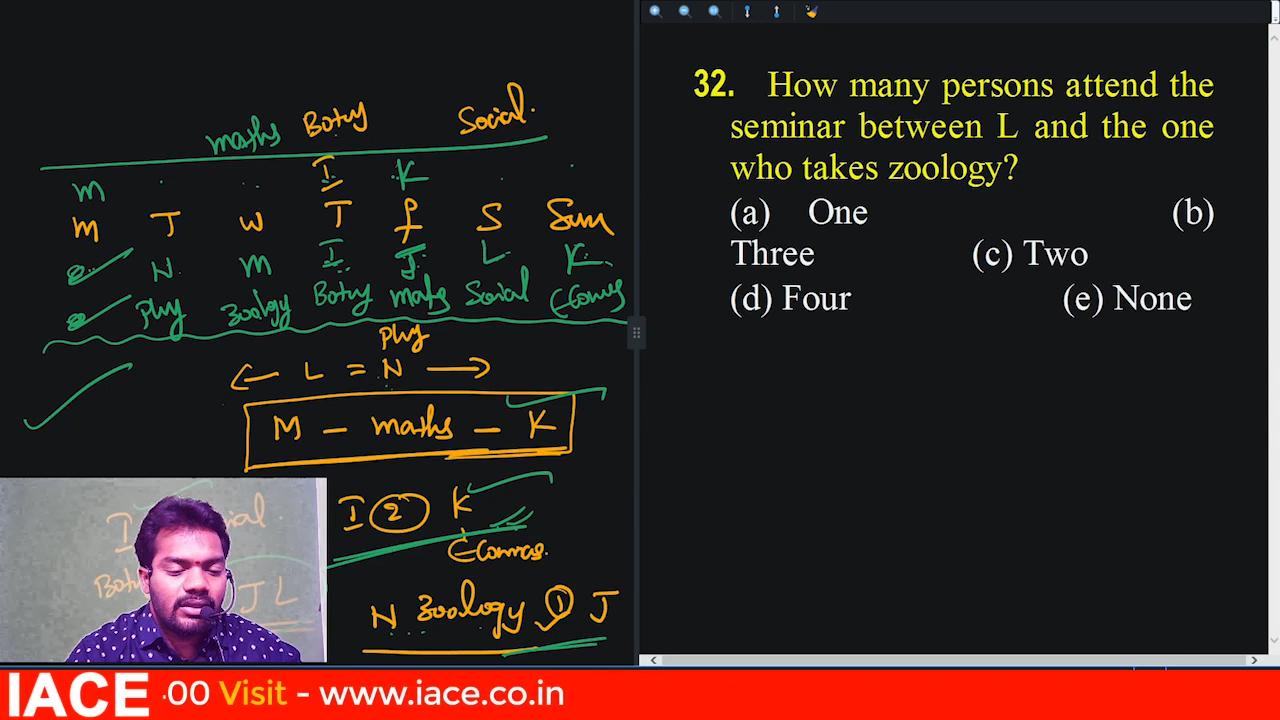 maths Botny Social.
M I K
M T W T f S Sun
N M I J L K
Phy Zoology Botny maths Social
Phy
L = N
M - maths - K
I 2 K
N Zoology 1 J
J L
32. How many persons attend the
seminar between L and the one
who takes zoology?
(a) One (b)
Three (c) Two
(d) Four (e) None
IACE .00 Visit - www.iace.co.in